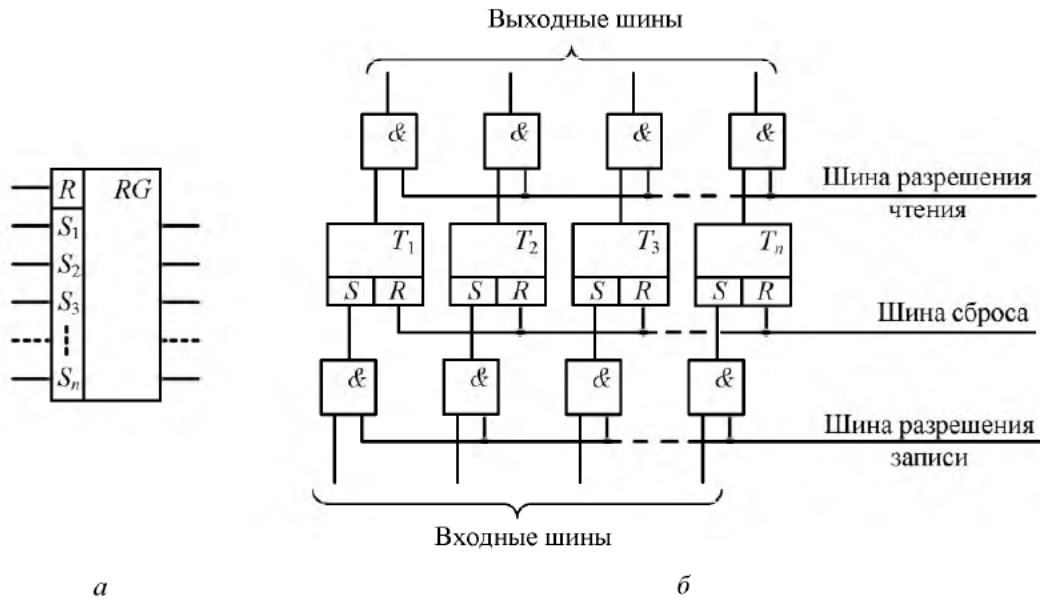 Выходные шины
& & & &
Шина разрешения
чтения
R RG
S1
S2
S3
Sn
T1 T2 T3 Tn
S R S R S R S R
Шина сброса
& & & &
Шина разрешения
записи
Входные шины
а б